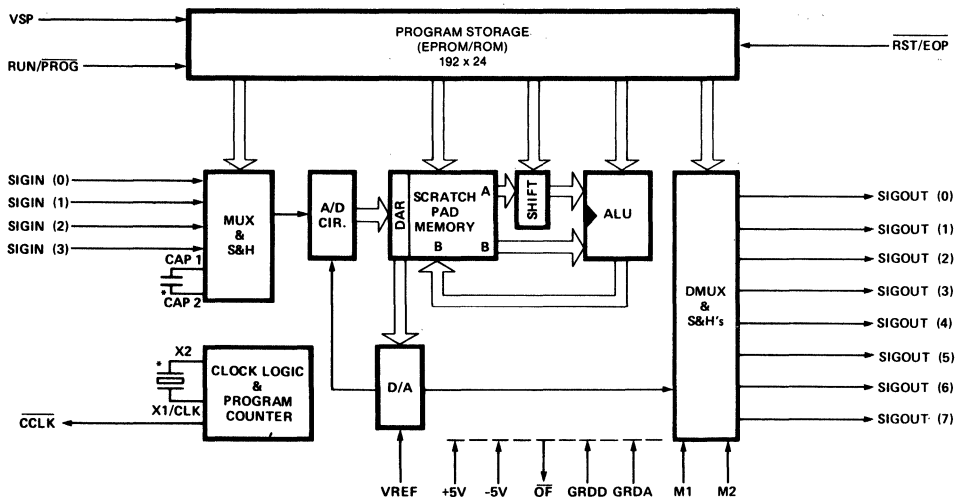 VSP
RUN/PROG
PROGRAM STORAGE
(EPROM/ROM)
192 x 24
RST/EOP
SIGIN (0)
SIGIN (1)
SIGIN (2)
SIGIN (3)
CAP 1
*
CAP 2
MUX
&
S&H
A/D
CIR.
DAR
SCRATCH
PAD
MEMORY
A
B
B
SHIFT
ALU
DMUX
&
S&H's
SIGOUT (0)
SIGOUT (1)
SIGOUT (2)
SIGOUT (3)
SIGOUT (4)
SIGOUT (5)
SIGOUT (6)
SIGOUT (7)
X2
*
X1/CLK
CCLK
CLOCK LOGIC
&
PROGRAM
COUNTER
D/A
VREF
+5V
-5V
OF
GRDD
GRDA
M1
M2